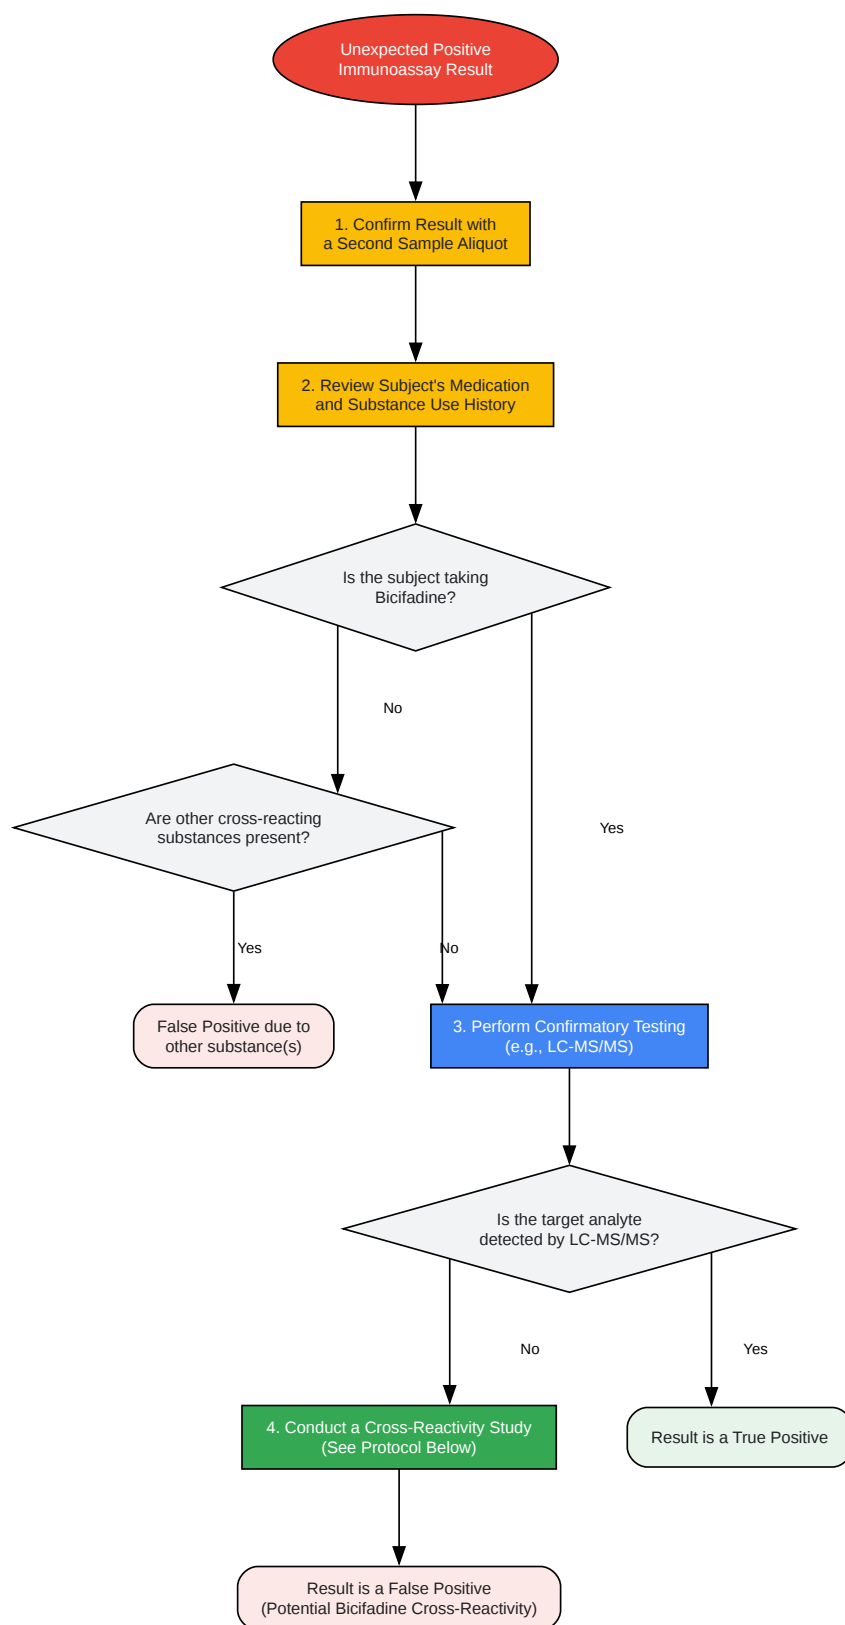 Unexpected Positive
Immunoassay Result
1. Confirm Result with
a Second Sample Aliquot
2. Review Subject's Medication
and Substance Use History
Is the subject taking
Bicifadine?
No
Are other cross-reacting
substances present?
Yes
Yes
No
False Positive due to
other substance(s)
3. Perform Confirmatory Testing
(e.g., LC-MS/MS)
Is the target analyte
detected by LC-MS/MS?
No
Yes
4. Conduct a Cross-Reactivity Study
(See Protocol Below)
Result is a True Positive
Result is a False Positive
(Potential Bicifadine Cross-Reactivity)